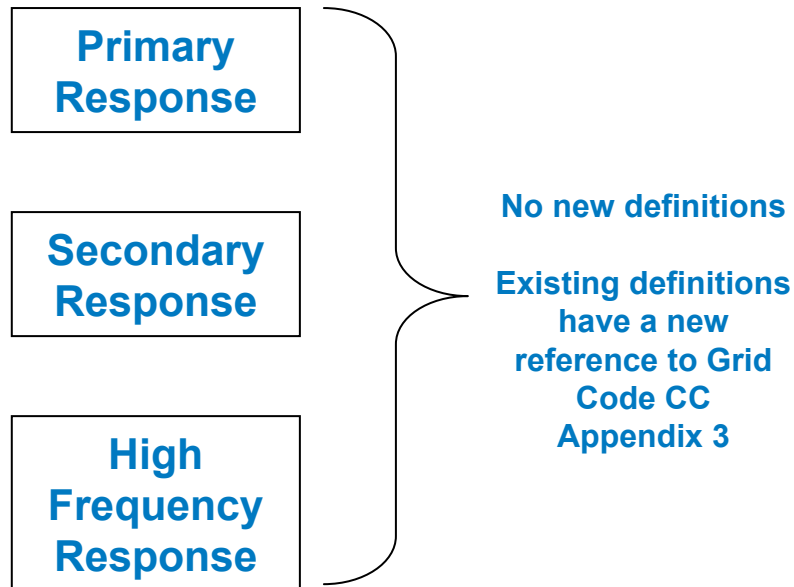 Primary
Response
Secondary
Response
High
Frequency
Response
No new definitions
Existing definitions
have a new
reference to Grid
Code CC
Appendix 3